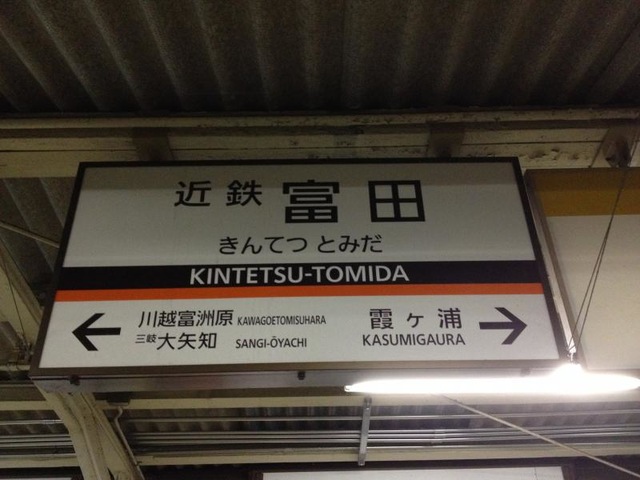 近鉄富田
きんてつ とみだ
KINTETSU-TOMIDA
川越富洲原 KAWAGOETOMISUHARA
三岐大矢知 SANGI-ŌYACHI
霞ヶ浦
KASUMIGAURA